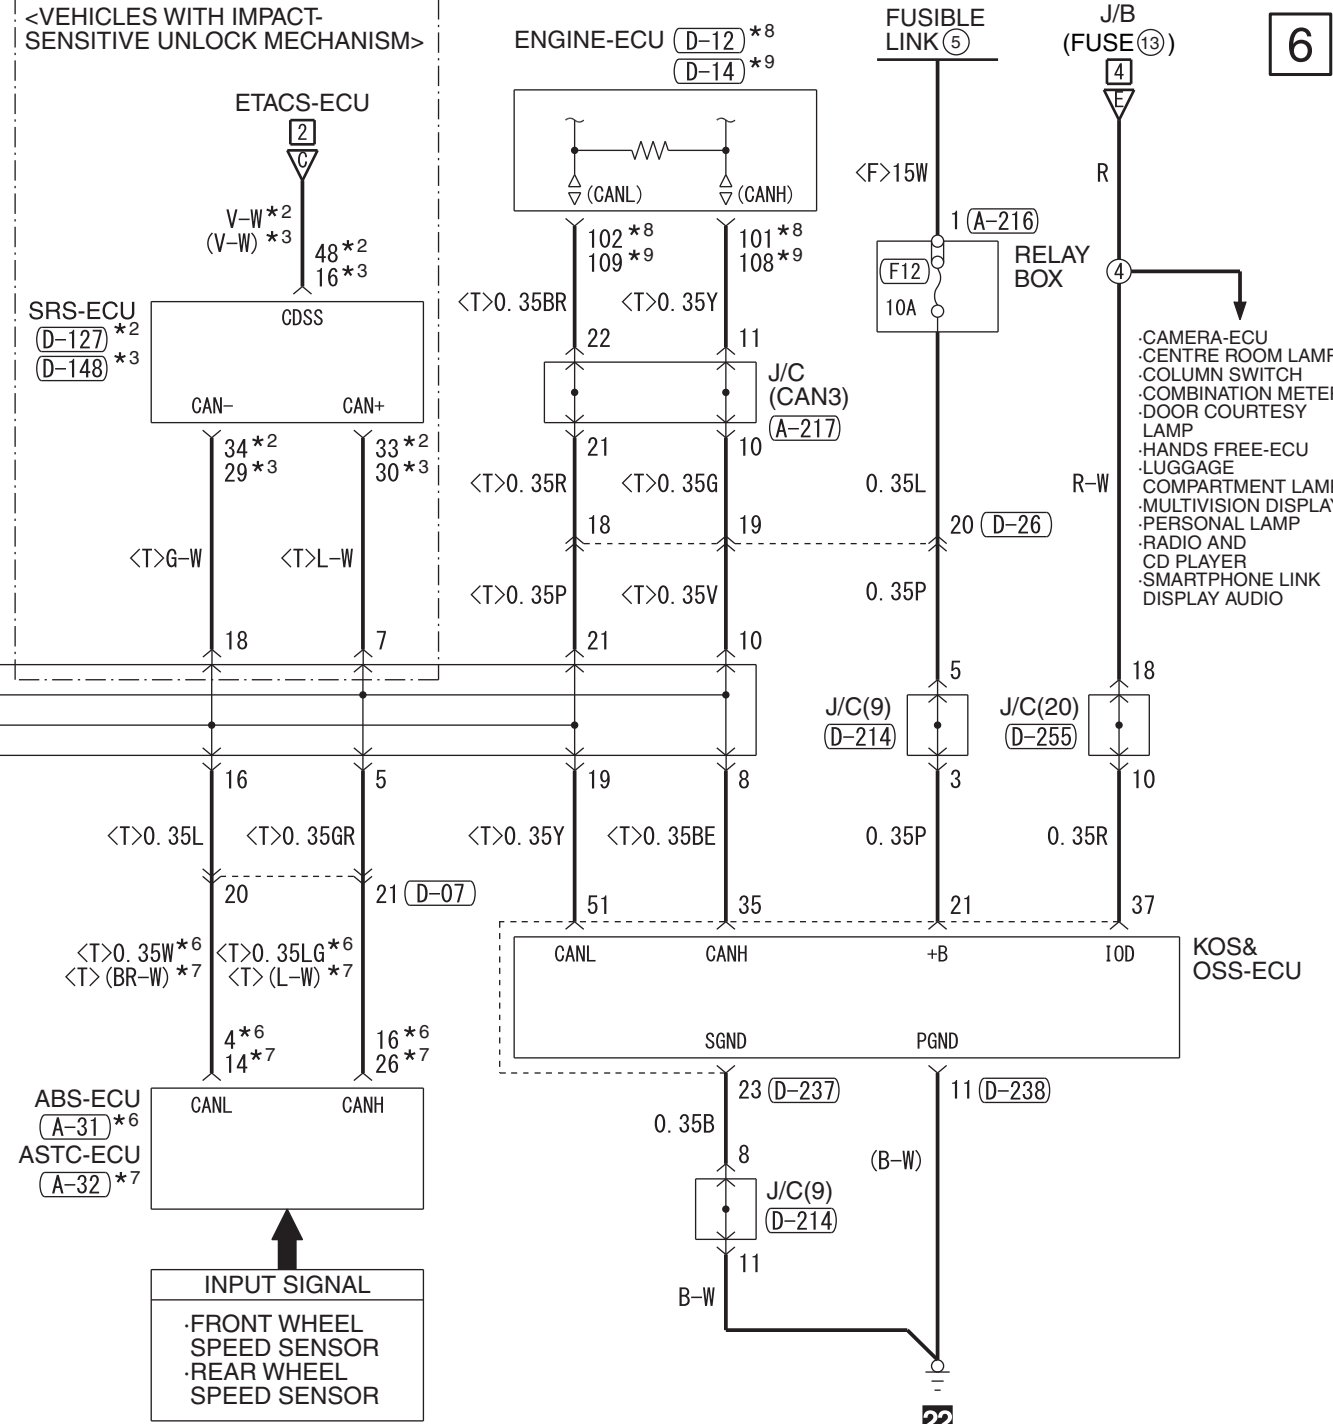 <VEHICLES WITH IMPACT-
SENSITIVE UNLOCK MECHANISM>
ETACS-ECU
2
C
V-W*2
(V-W)*3
48*2
16*3
SRS-ECU
D-127 *2
D-148 *3
CDSS
CAN-
CAN+
34*2
29*3
33*2
30*3
<T>G-W
<T>L-W
18
7
16
5
<T>0.35L
<T>0.35GR
20
21 D-07
<T>0.35W*6
<T>(BR-W)*7
<T>0.35LG*6
<T>(L-W)*7
4*6
14*7
16*6
26*7
ABS-ECU
A-31 *6
ASTC-ECU
A-32 *7
CANL
CANH
INPUT SIGNAL
·FRONT WHEEL
SPEED SENSOR
·REAR WHEEL
SPEED SENSOR
ENGINE-ECU D-12 *8
D-14 *9
(CANL)
(CANH)
102*8
109*9
101*8
108*9
<T>0.35BR
<T>0.35Y
22
11
J/C
(CAN3)
A-217
21
10
<T>0.35R
<T>0.35G
18
19
<T>0.35P
<T>0.35V
21
10
19
8
<T>0.35Y
<T>0.35BE
51
35
FUSIBLE
LINK 5
<F>15W
1 A-216
F12
10A
RELAY
BOX
0.35L
20 D-26
0.35P
5
J/C(9)
D-214
3
0.35P
21
J/B
(FUSE 13)
4
E
R
4
·CAMERA-ECU
·CENTRE ROOM LAMP
·COLUMN SWITCH
·COMBINATION METER
·DOOR COURTESY
LAMP
·HANDS FREE-ECU
·LUGGAGE
COMPARTMENT LAMP
·MULTIVISION DISPLAY
·PERSONAL LAMP
·RADIO AND
CD PLAYER
·SMARTPHONE LINK
DISPLAY AUDIO
R-W
18
J/C(20)
D-255
10
0.35R
37
CANL
CANH
+B
IOD
KOS&
OSS-ECU
SGND
PGND
23 D-237
11 D-238
0.35B
8
J/C(9)
D-214
11
B-W
(B-W)
22
6